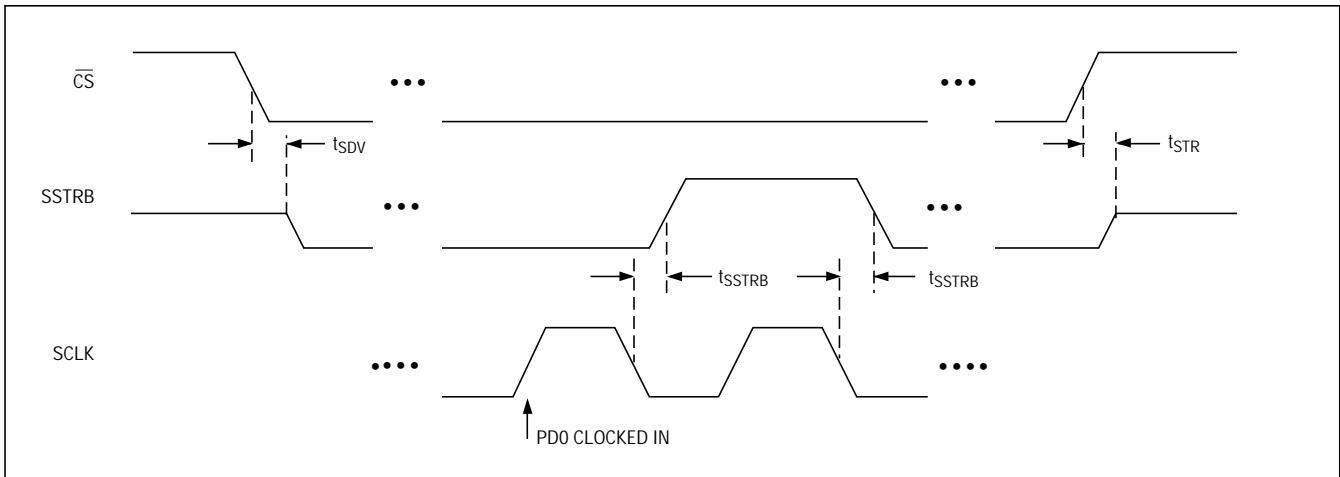 CS
tSDV
tSTR
SSTRB
tSSTRB
tSSTRB
SCLK
PD0 CLOCKED IN